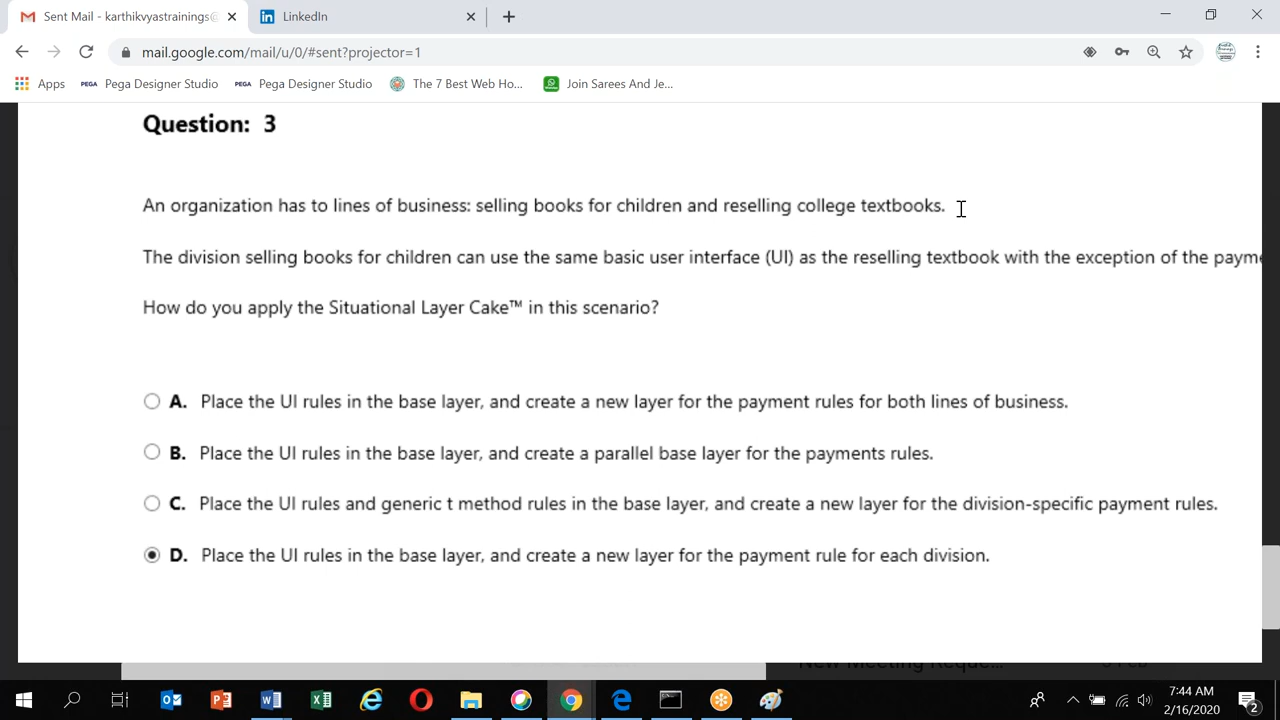 Sent Mail - karthikvyastrainings@
LinkedIn
mail.google.com/mail/u/0/#sent?projector=1
Apps
PEGA Pega Designer Studio
PEGA Pega Designer Studio
The 7 Best Web Ho...
Join Sarees And Je...
Question: 3
An organization has to lines of business: selling books for children and reselling college textbooks.
The division selling books for children can use the same basic user interface (UI) as the reselling textbook with the exception of the payme
How do you apply the Situational Layer Cake™ in this scenario?
A. Place the UI rules in the base layer, and create a new layer for the payment rules for both lines of business.
B. Place the UI rules in the base layer, and create a parallel base layer for the payments rules.
C. Place the UI rules and generic t method rules in the base layer, and create a new layer for the division-specific payment rules.
D. Place the UI rules in the base layer, and create a new layer for the payment rule for each division.
New Meeting Reque...
7:44 AM
2/16/2020
2